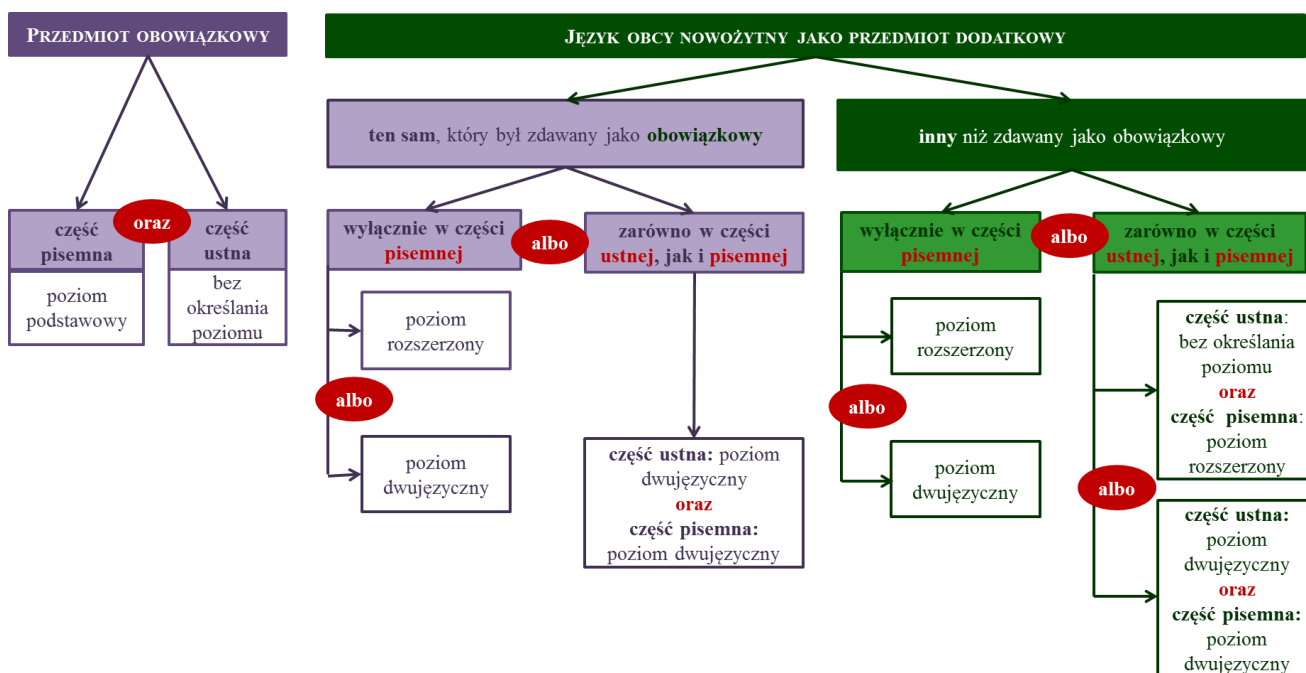 PRZEDMIOT OBOWIĄZKOWY
część
pisemna
oraz
część
ustna
poziom
podstawowy
bez
określania
poziomu
JĘZYK OBCY NOWOŻYTNY JAKO PRZEDMIOT DODATKOWY
ten sam, który był zdawany jako obowiązkowy
wyłącznie w części
pisemnej
albo
zarówno w części
ustnej, jak i pisemnej
poziom
rozszerzony
albo
poziom
dwujęzyczny
część ustna: poziom
dwujęzyczny
oraz
część pisemna:
poziom dwujęzyczny
inny niż zdawany jako obowiązkowy
wyłącznie w części
pisemnej
albo
zarówno w części
ustnej, jak i pisemnej
poziom
rozszerzony
albo
poziom
dwujęzyczny
część ustna:
bez określania
poziomu
oraz
część pisemna:
poziom
rozszerzony
albo
część ustna:
poziom
dwujęzyczny
oraz
część pisemna:
poziom
dwujęzyczny